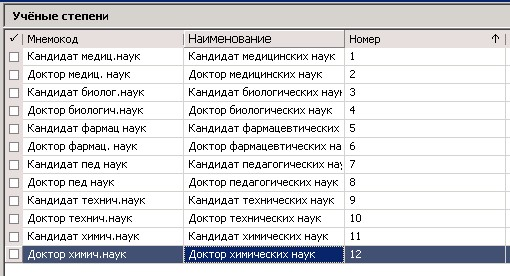 Учёные степени
✓ Мнемокод Наименование Номер ↑
Кандидат медиц.наук Кандидат медицинских наук 1
Доктор медиц. наук Доктор медицинских наук 2
Кандидат биолог.наук Кандидат биологических наук 3
Доктор биологич.наук Доктор биологических наук 4
Кандидат фармац наук Кандидат фармацевтических 5
Доктор фармац. наук Доктор фармацевтических на 6
Кандидат пед наук Кандидат педагогических нау 7
Доктор пед наук Доктор педагогических наук 8
Кандидат технич.наук Кандидат технических наук 9
Доктор технич.наук Доктор технических наук 10
Кандидат химич.наук Кандидат химических наук 11
Доктор химич.наук Доктор химических наук 12